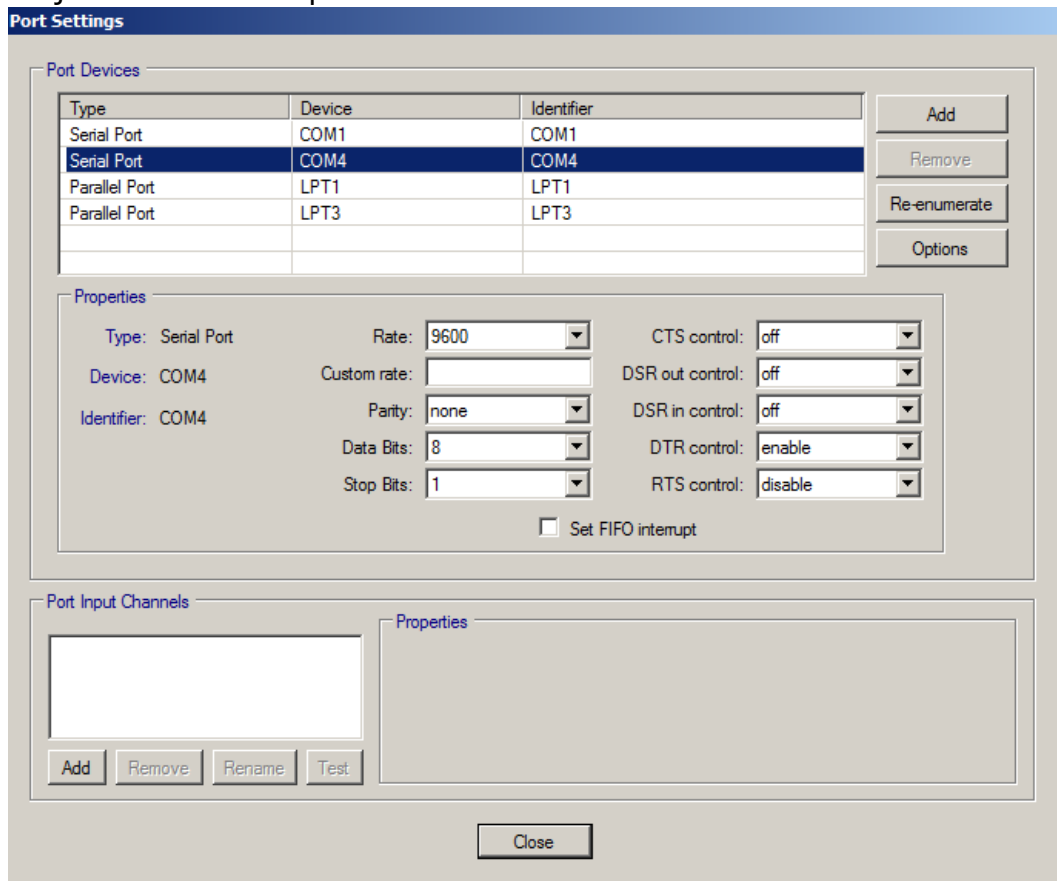 Port Settings
Port Devices
Type Device Identifier
Serial Port COM1 COM1
Serial Port COM4 COM4
Parallel Port LPT1 LPT1
Parallel Port LPT3 LPT3
Add
Remove
Re-enumerate
Options
Properties
Type: Serial Port Rate: 9600 CTS control: off
Device: COM4 Custom rate: DSR out control: off
Identifier: COM4 Parity: none DSR in control: off
Data Bits: 8 DTR control: enable
Stop Bits: 1 RTS control: disable
Set FIFO interrupt
Port Input Channels
Properties
Add Remove Rename Test
Close